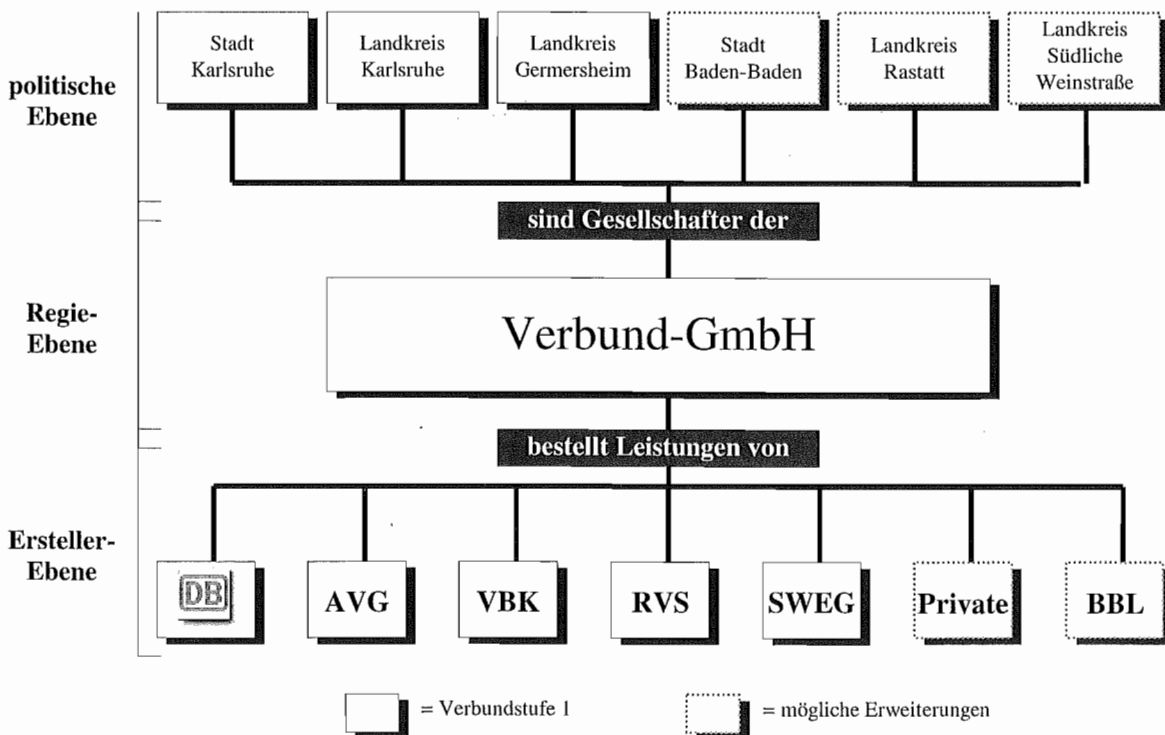 politische
Ebene
Stadt
Karlsruhe
Landkreis
Karlsruhe
Landkreis
Germersheim
Stadt
Baden-Baden
Landkreis
Rastatt
Landkreis
Südliche
Weinstraße
sind Gesellschafter der
Regie-
Ebene
Verbund-GmbH
bestellt Leistungen von
Ersteller-
Ebene
DB
AVG
VBK
RVS
SWEG
Private
BBL
= Verbundstufe 1
= mögliche Erweiterungen